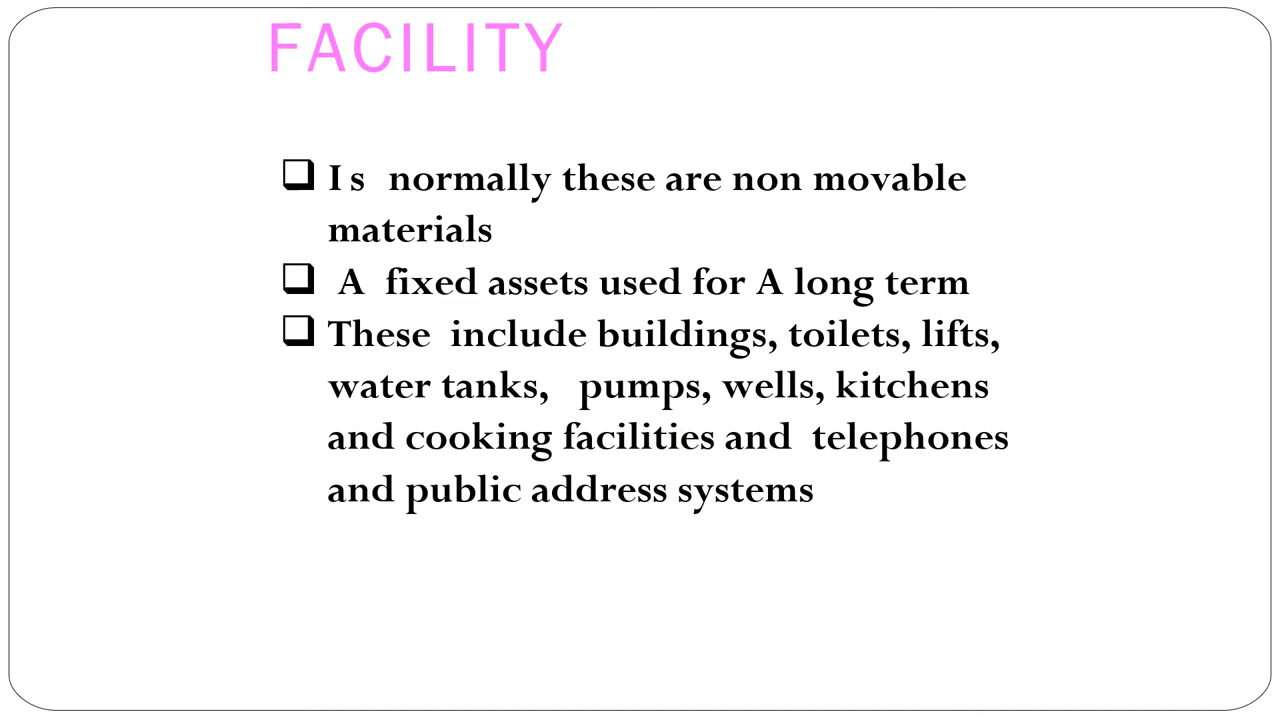 FACILITY
❑ I s normally these are non movable
materials
❑ A fixed assets used for A long term
❑ These include buildings, toilets, lifts,
water tanks, pumps, wells, kitchens
and cooking facilities and telephones
and public address systems